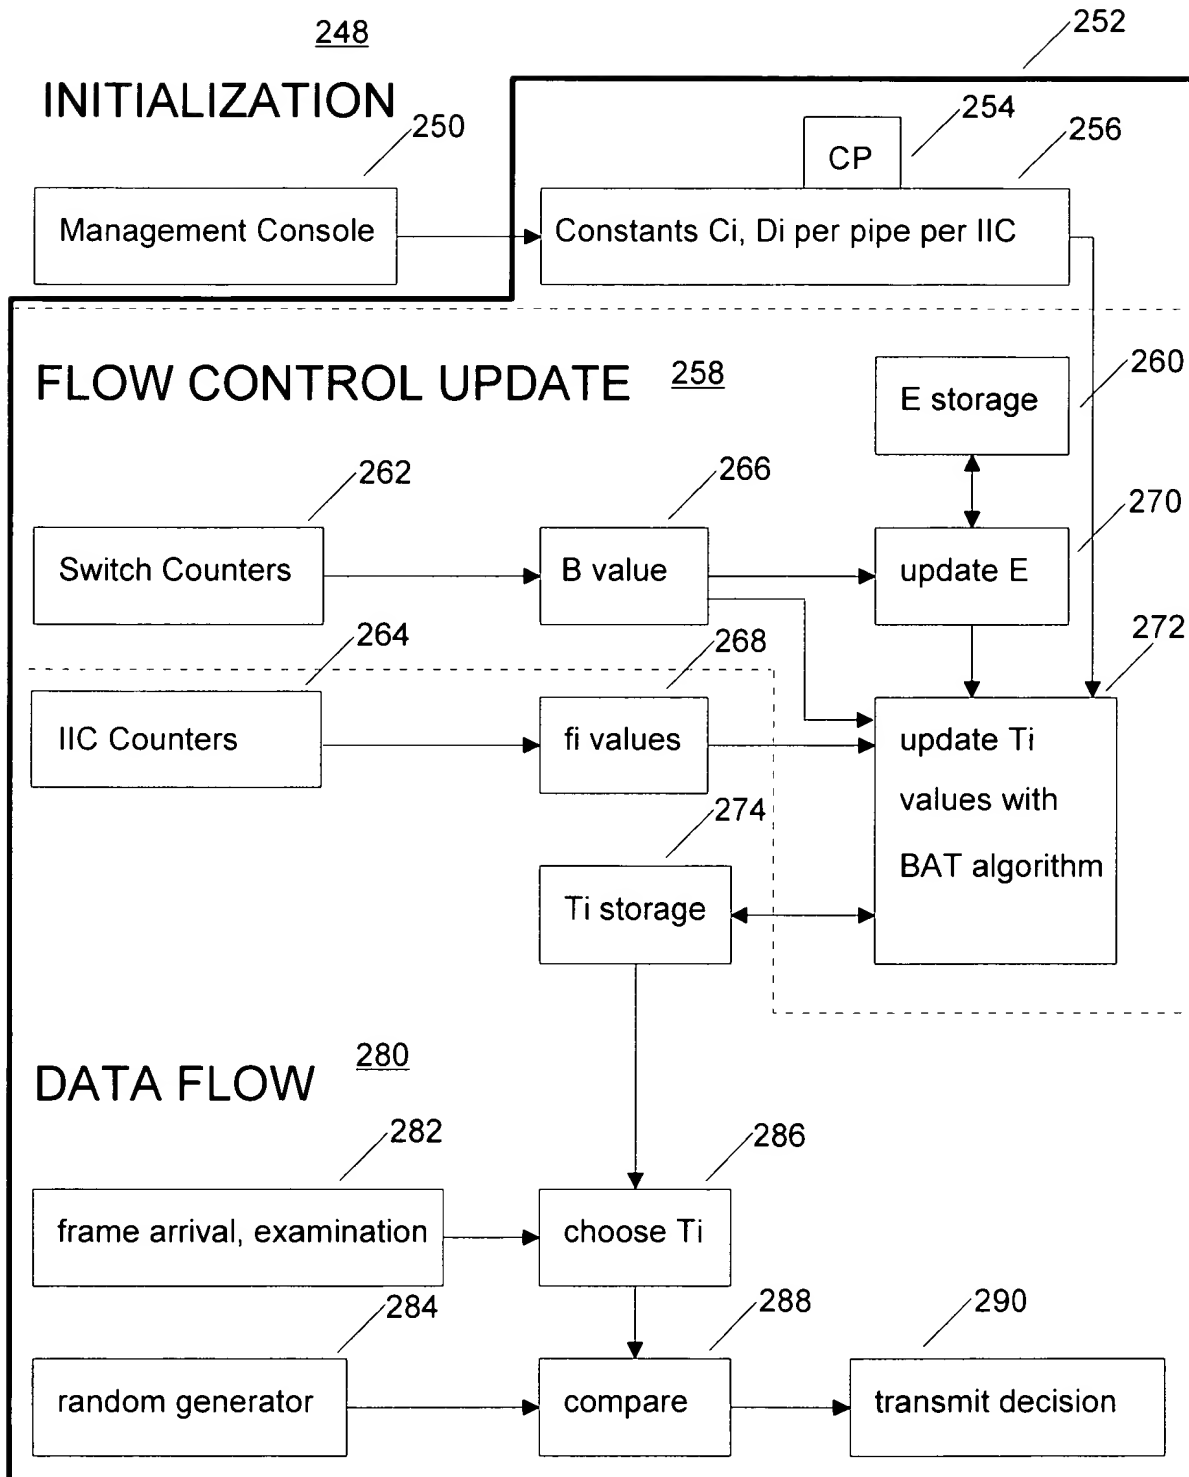 248
252
INITIALIZATION
250
254
256
CP
Management Console
Constants Ci, Di per pipe per IIC
FLOW CONTROL UPDATE
258
260
E storage
262
266
270
Switch Counters
B value
update E
264
268
272
IIC Counters
fi values
update Ti
values with
BAT algorithm
274
Ti storage
280
DATA FLOW
282
286
frame arrival, examination
choose Ti
284
288
290
random generator
compare
transmit decision